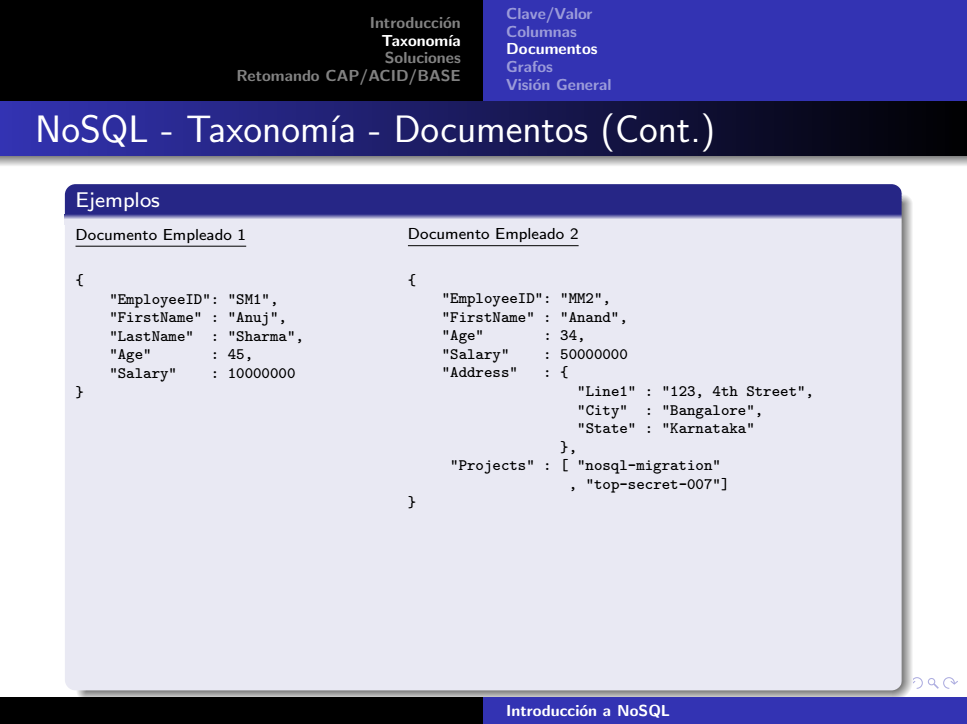 Introducción
Taxonomía
Soluciones
Retomando CAP/ACID/BASE
Clave/Valor
Columnas
Documentos
Grafos
Visión General
NoSQL - Taxonomía - Documentos (Cont.)
Ejemplos
Documento Empleado 1
{
    "EmployeeID": "SM1",
    "FirstName" : "Anuj",
    "LastName"  : "Sharma",
    "Age"       : 45,
    "Salary"    : 10000000
}
Documento Empleado 2
{
    "EmployeeID": "MM2",
    "FirstName" : "Anand",
    "Age"       : 34,
    "Salary"    : 50000000
    "Address"   : {
                    "Line1" : "123, 4th Street",
                    "City"  : "Bangalore",
                    "State" : "Karnataka"
                  },
     "Projects" : [ "nosql-migration"
                   , "top-secret-007"]
}
Introducción a NoSQL